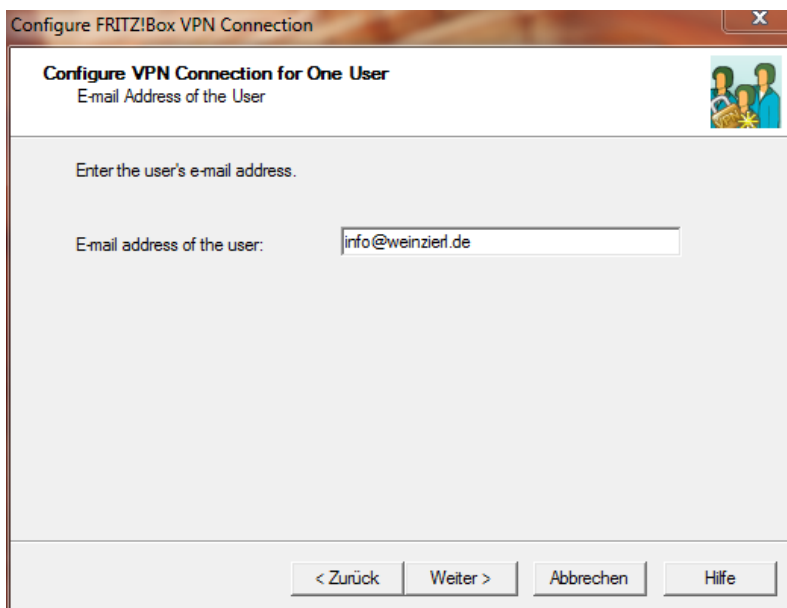 Configure FRITZ!Box VPN Connection
X
Configure VPN Connection for One User
E-mail Address of the User
Enter the user's e-mail address.
E-mail address of the user: info@weinzierl.de
< Zurück Weiter > Abbrechen Hilfe